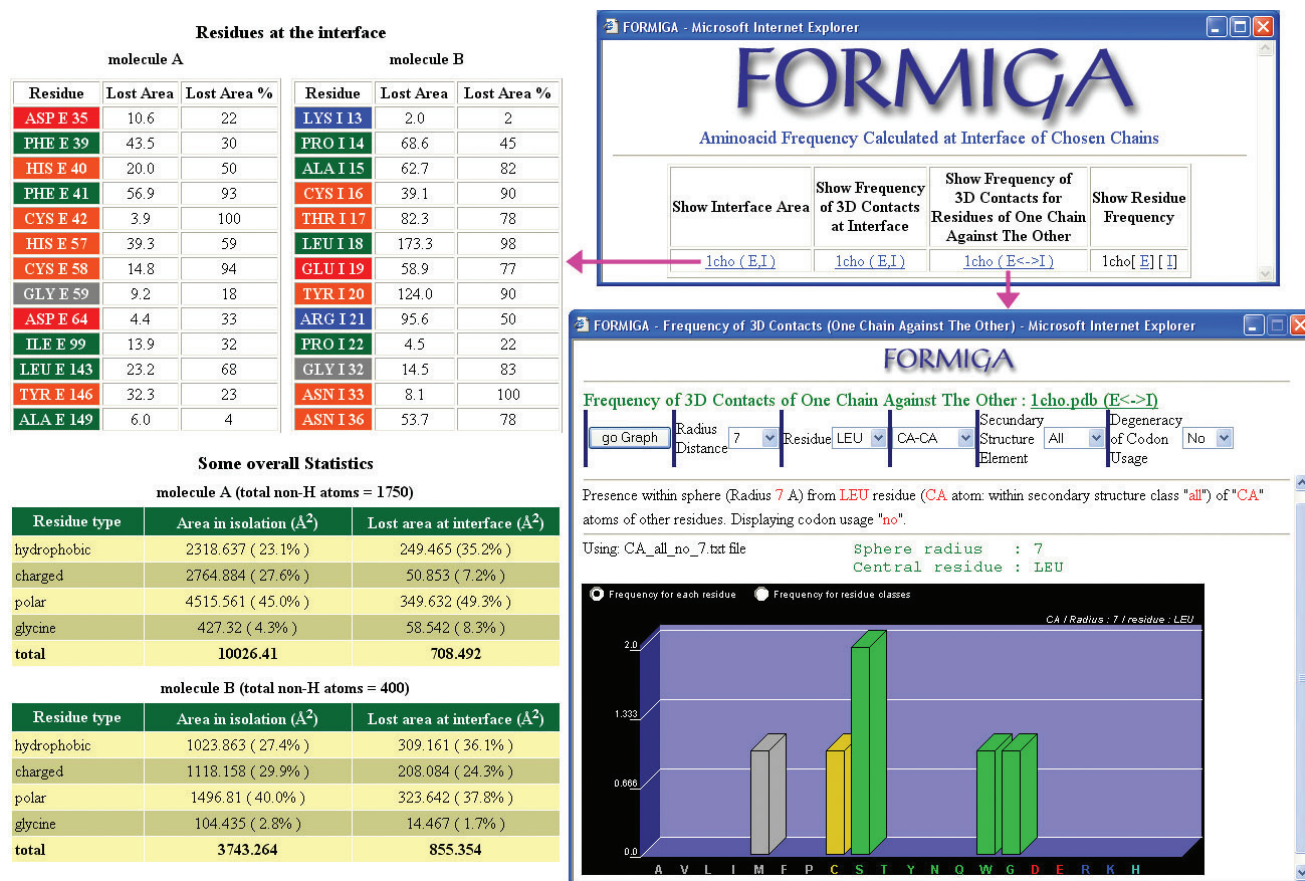 Residues at the interface
molecule A
Residue Lost Area Lost Area %
ASP E 35 10.6 22
PHE E 39 43.5 30
HIS E 40 20.0 50
PHE E 41 56.9 93
CYS E 42 3.9 100
HIS E 57 39.3 59
CYS E 58 14.8 94
GLY E 59 9.2 18
ASP E 64 4.4 33
ILE E 99 13.9 32
LEU E 143 23.2 68
TYR E 146 32.3 23
ALA E 149 6.0 4
molecule B
Residue Lost Area Lost Area %
LYS I 13 2.0 2
PRO I 14 68.6 45
ALA I 15 62.7 82
CYS I 16 39.1 90
THR I 17 82.3 78
LEU I 18 173.3 98
GLU I 19 58.9 77
TYR I 20 124.0 90
ARG I 21 95.6 50
PRO I 22 4.5 22
GLY I 32 14.5 83
ASN I 33 8.1 100
ASN I 36 53.7 78
Some overall Statistics
molecule A (total non-H atoms = 1750)
Residue type Area in isolation (Å²) Lost area at interface (Å²)
hydrophobic 2318.637 (23.1% ) 249.465 (35.2% )
charged 2764.884 ( 27.6% ) 50.853 ( 7.2% )
polar 4515.561 ( 45.0% ) 349.632 (49.3% )
glycine 427.32 ( 4.3% ) 58.542 ( 8.3% )
total 10026.41 708.492
molecule B (total non-H atoms = 400)
Residue type Area in isolation (Å²) Lost area at interface (Å²)
hydrophobic 1023.863 ( 27.4% ) 309.161 ( 36.1% )
charged 1118.158 ( 29.9% ) 208.084 ( 24.3% )
polar 1496.81 ( 40.0% ) 323.642 ( 37.8% )
glycine 104.435 ( 2.8% ) 14.467 ( 1.7% )
total 3743.264 855.354
FORMIGA - Microsoft Internet Explorer
FORMIGA
Aminoacid Frequency Calculated at Interface of Chosen Chains
Show Interface Area
Show Frequency
of 3D Contacts
at Interface
Show Frequency of
3D Contacts for
Residues of One Chain
Against The Other
Show Residue
Frequency
1cho ( E,I ) 1cho ( E,I ) 1cho ( E<->I ) 1cho[ E] [ I]
FORMIGA - Frequency of 3D Contacts (One Chain Against The Other) - Microsoft Internet Explorer
FORMIGA
Frequency of 3D Contacts of One Chain Against The Other : 1cho.pdb (E<->I)
go Graph
Radius
Distance
7
Residue LEU
CA-CA
Secundary
Structure
Element
All
Degeneracy
of Codon
Usage
No
Presence within sphere (Radius 7 A) from LEU residue (CA atom: within secondary structure class "all") of "CA"
atoms of other residues. Displaying codon usage "no".
Using: CA_all_no_7.txt file
Sphere radius : 7
Central residue : LEU
Frequency for each residue Frequency for residue classes
CA / Radius : 7 / residue : LEU
2.0
1.333
0.666
0.0
A V L I M F P C S T Y N Q W G D E R K H